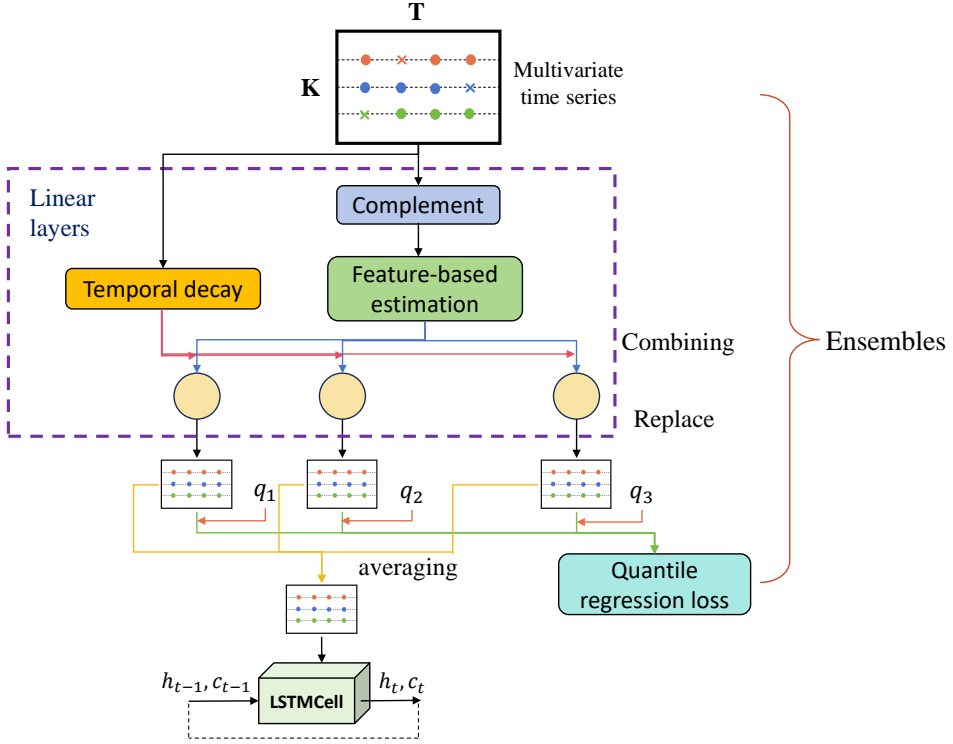 T
K
Multivariate
time series
Linear
layers
Complement
Temporal decay
Feature-based
estimation
Combining
Ensembles
Replace
q₁
q₂
q₃
averaging
Quantile
regression loss
hₜ₋₁, cₜ₋₁
LSTMCell
hₜ, cₜ